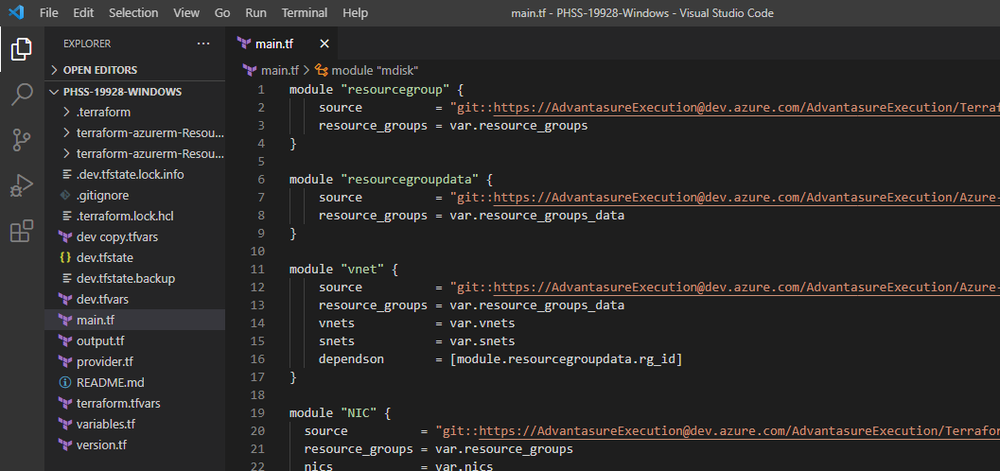 File Edit Selection View Go Run Terminal Help main.tf - PHSS-19928-Windows - Visual Studio Code
EXPLORER ···
OPEN EDITORS
PHSS-19928-WINDOWS
.terraform
terraform-azurerm-Resou...
terraform-azurerm-Resou...
.dev.tfstate.lock.info
.gitignore
.terraform.lock.hcl
dev copy.tfvars
{} dev.tfstate
dev.tfstate.backup
dev.tfvars
main.tf
output.tf
provider.tf
README.md
terraform.tfvars
variables.tf
version.tf
main.tf
main.tf > module "mdisk"
1 module "resourcegroup" {
2 source = "git::https://AdvantasureExecution@dev.azure.com/AdvantasureExecution/Terraf
3 resource_groups = var.resource_groups
4 }
5
6 module "resourcegroupdata" {
7 source = "git::https://AdvantasureExecution@dev.azure.com/AdvantasureExecution/Azure-
8 resource_groups = var.resource_groups_data
9 }
10
11 module "vnet" {
12 source = "git::https://AdvantasureExecution@dev.azure.com/AdvantasureExecution/Azure-
13 resource_groups = var.resource_groups_data
14 vnets = var.vnets
15 snets = var.snets
16 dependson = [module.resourcegroupdata.rg_id]
17 }
18
19 module "NIC" {
20 source = "git::https://AdvantasureExecution@dev.azure.com/AdvantasureExecution/Terrafor
21 resource_groups = var.resource_groups
22 nics = var.nics